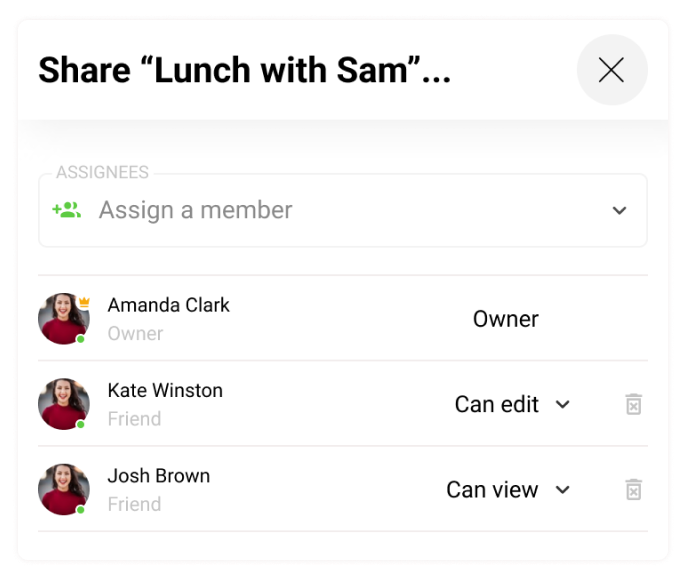 Share “Lunch with Sam”...
ASSIGNEES
Assign a member
Amanda Clark
Owner
Owner
Kate Winston
Friend
Can edit
Josh Brown
Friend
Can view